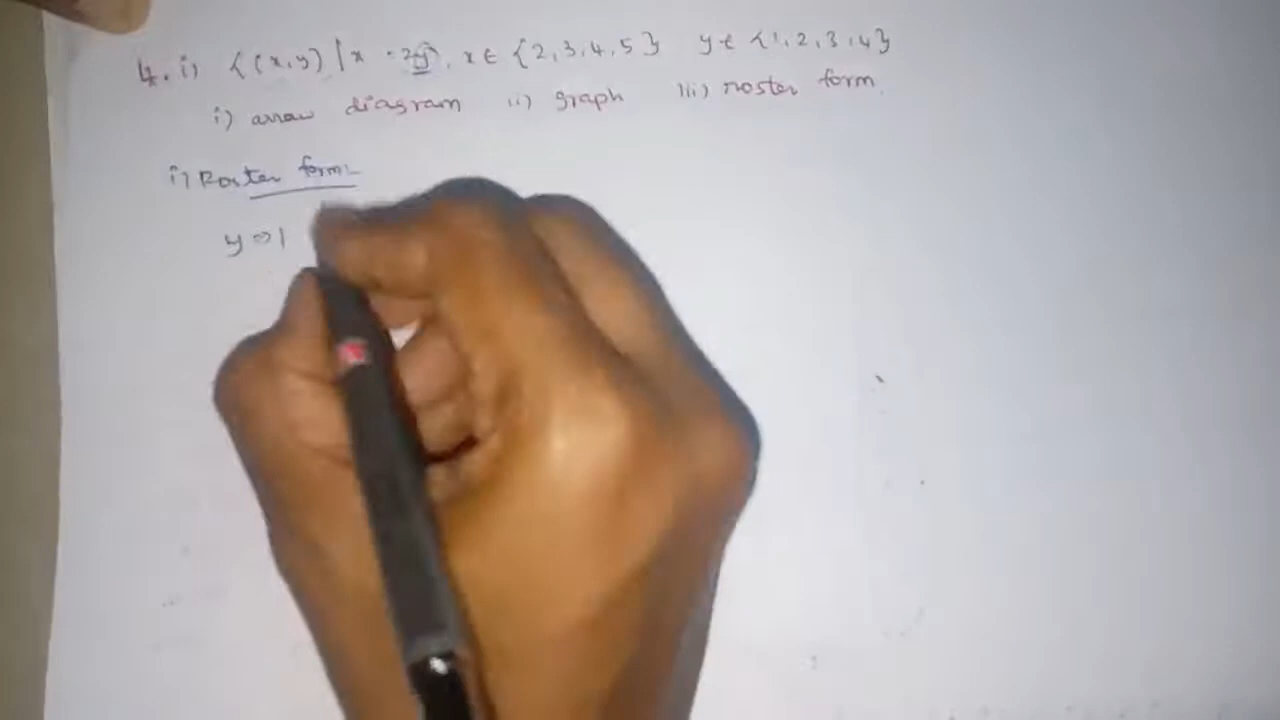 4. i) {(x,y) | x = 2y, x ∈ {2,3,4,5} y ∈ {1,2,3,4}
i) arrow diagram ii) graph iii) roster form.
i) Roster form:-
y ⇒ 1